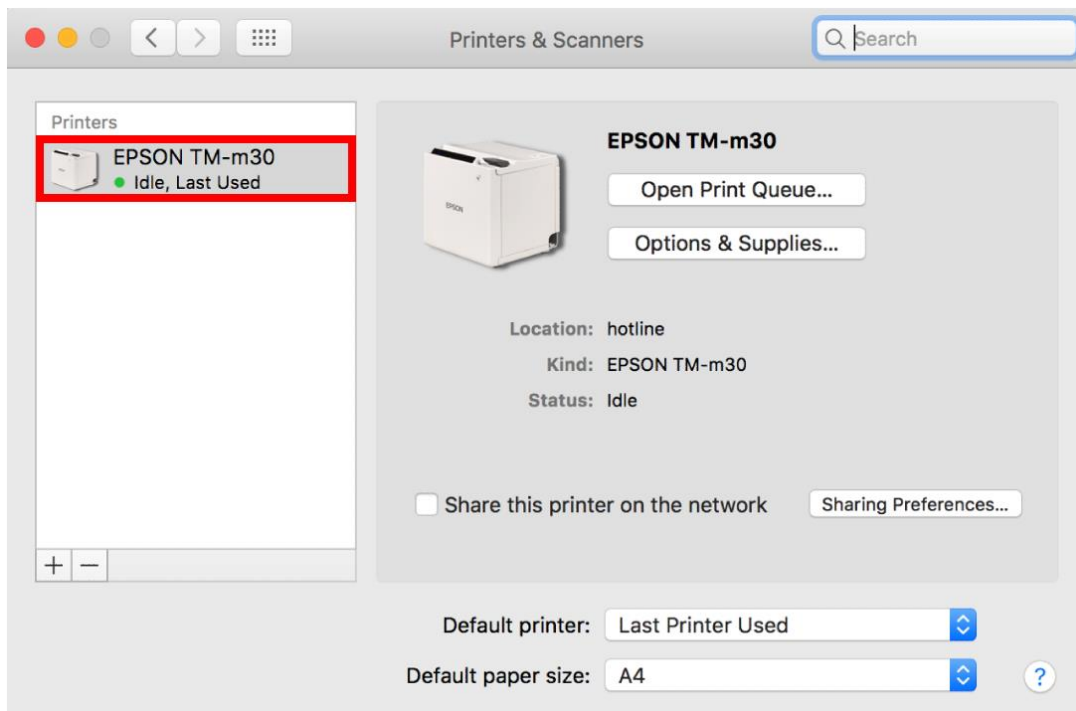 Printers & Scanners
Search
Printers
EPSON TM-m30
Idle, Last Used
EPSON TM-m30
EPSON
Open Print Queue...
Options & Supplies...
Location: hotline
Kind: EPSON TM-m30
Status: Idle
Share this printer on the network
Sharing Preferences...
+ −
Default printer: Last Printer Used
Default paper size: A4
?